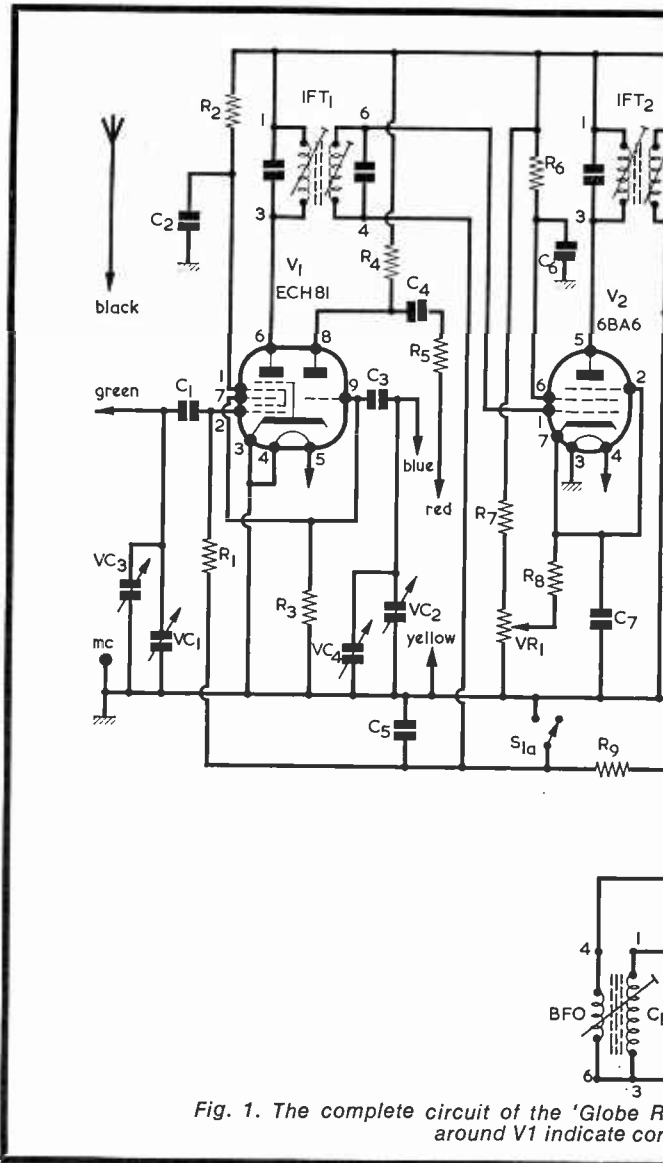 IFT1
IFT2
R2
1
6
1
R6
3
4
3
C2
R4
C6
V1
ECH81
C4
V2
6BA6
black
6
8
R5
5
green
C1
1
7
2
9
C3
6
1
7
2
3
4
5
3
4
blue
red
R7
VC3
R1
R8
R3
VC2
C7
VC1
VC4
yellow
VR1
mc
C5
S1a
R9
4
1
BFO
6
3
Fig. 1. The complete circuit of the 'Globe
around V1 indicate